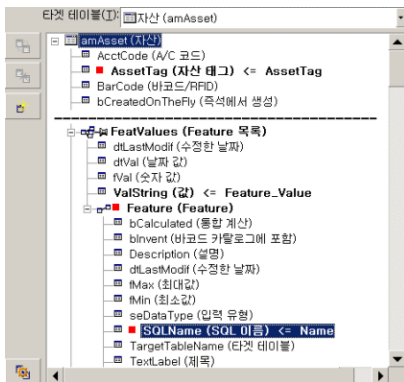 타겟 테이블(T): 자산 (amAsset)
amAsset (자산)
AcctCode (A/C 코드)
AssetTag (자산 태그) <= AssetTag
BarCode (바코드/RFID)
bCreatedOnTheFly (즉석에서 생성)
FeatValues (Feature 목록)
dtLastModif (수정한 날짜)
dtVal (날짜 값)
fVal (숫자 값)
ValString (값) <= Feature_Value
Feature (Feature)
bCalculated (통합 계산)
bInvent (바코드 카탈로그에 포함)
Description (설명)
dtLastModif (수정한 날짜)
fMax (최대값)
fMin (최소값)
seDataType (입력 유형)
SQLName (SQL 이름) <= Name
TargetTableName (타겟 테이블)
TextLabel (제목)